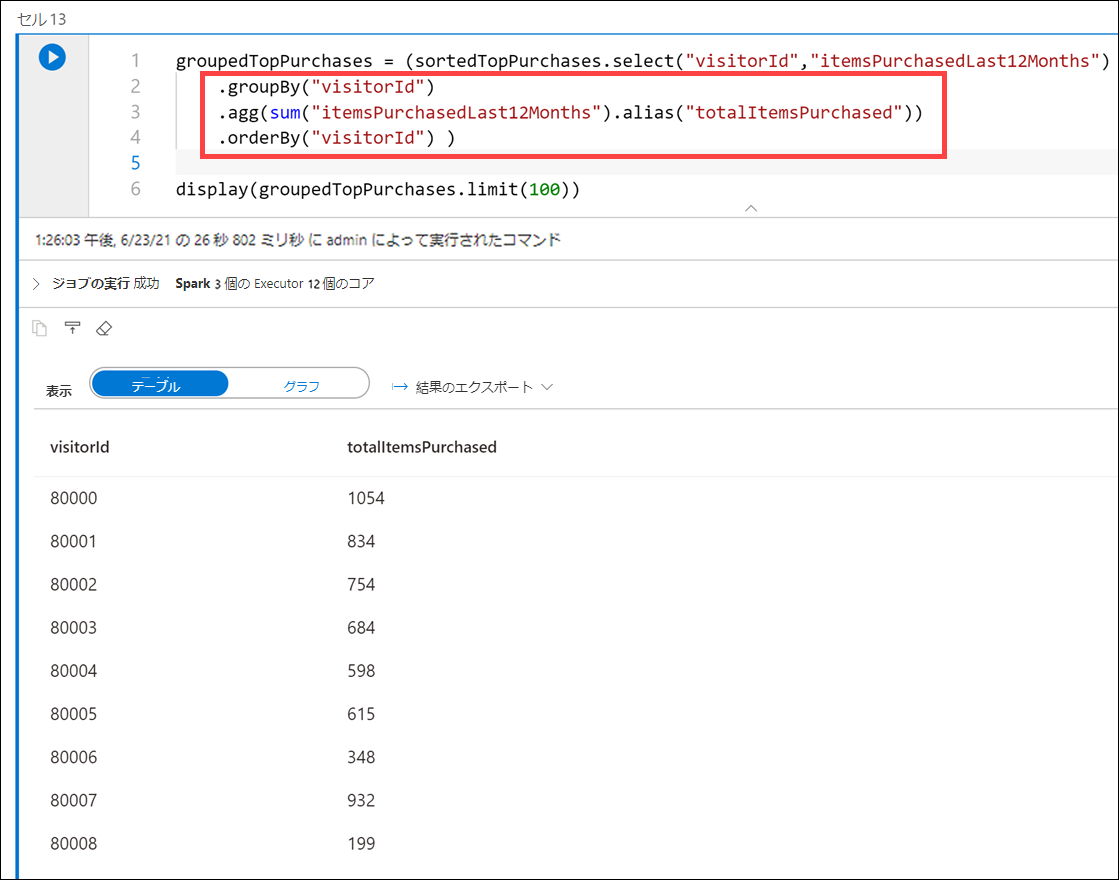 セル 13
1 groupedTopPurchases = (sortedTopPurchases.select("visitorId","itemsPurchasedLast12Months")
2 .groupBy("visitorId")
3 .agg(sum("itemsPurchasedLast12Months").alias("totalItemsPurchased"))
4 .orderBy("visitorId") )
5
6 display(groupedTopPurchases.limit(100))
1:26:03 午後, 6/23/21 の 26 秒 802 ミリ秒 に admin によって実行されたコマンド
ジョブの実行 成功 Spark 3 個の Executor 12 個のコア
表示 テーブル グラフ 結果のエクスポート
visitorId totalItemsPurchased
80000 1054
80001 834
80002 754
80003 684
80004 598
80005 615
80006 348
80007 932
80008 199